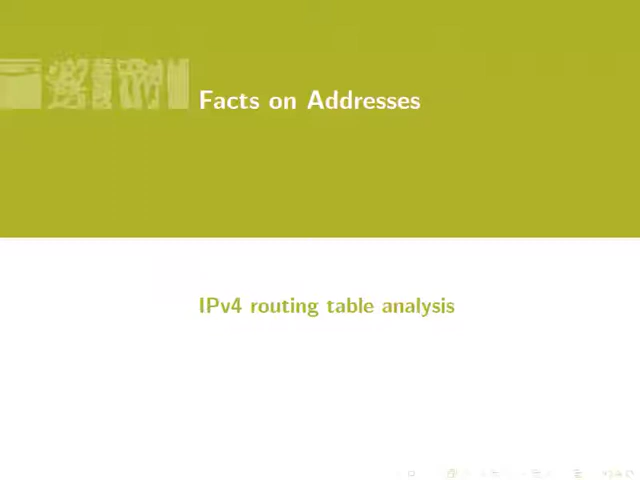 Facts on Addresses
IPv4 routing table analysis